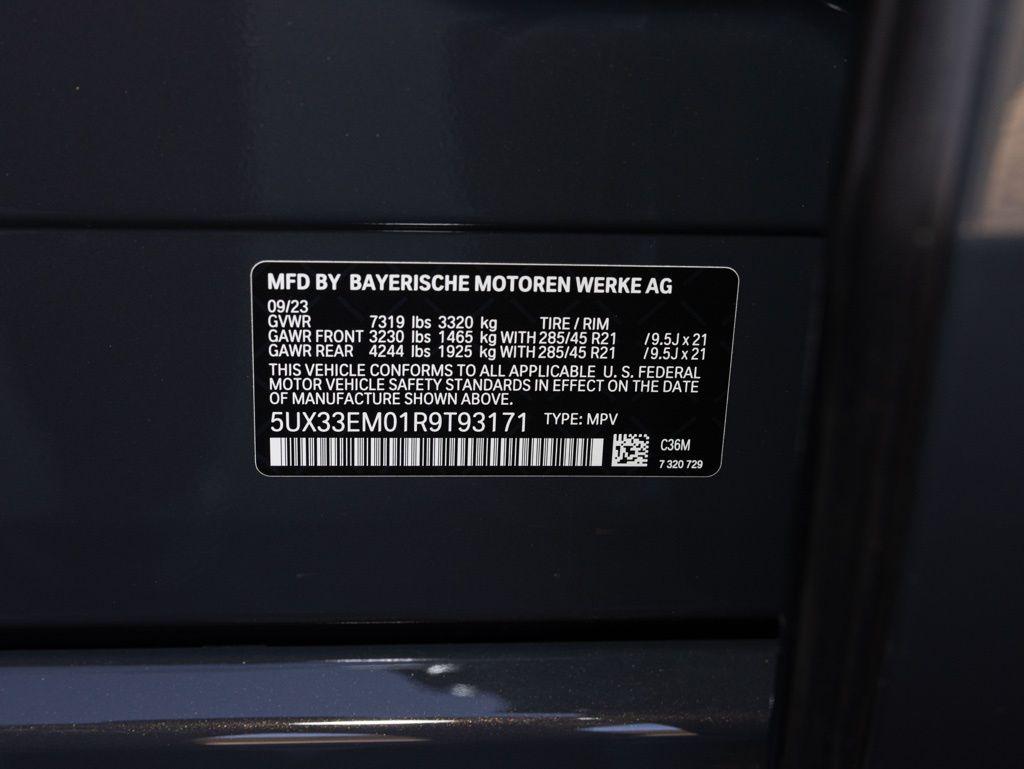 MFD BY BAYERISCHE MOTOREN WERKE AG
09/23
GVWR 7319 lbs 3320 kg TIRE / RIM
GAWR FRONT 3230 lbs 1465 kg WITH 285/45 R21 / 9.5J x 21
GAWR REAR 4244 lbs 1925 kg WITH 285/45 R21 / 9.5J x 21
THIS VEHICLE CONFORMS TO ALL APPLICABLE U. S. FEDERAL
MOTOR VEHICLE SAFETY STANDARDS IN EFFECT ON THE DATE
OF MANUFACTURE SHOWN ABOVE.
5UX33EM01R9T93171 TYPE: MPV
C36M
7 320 729